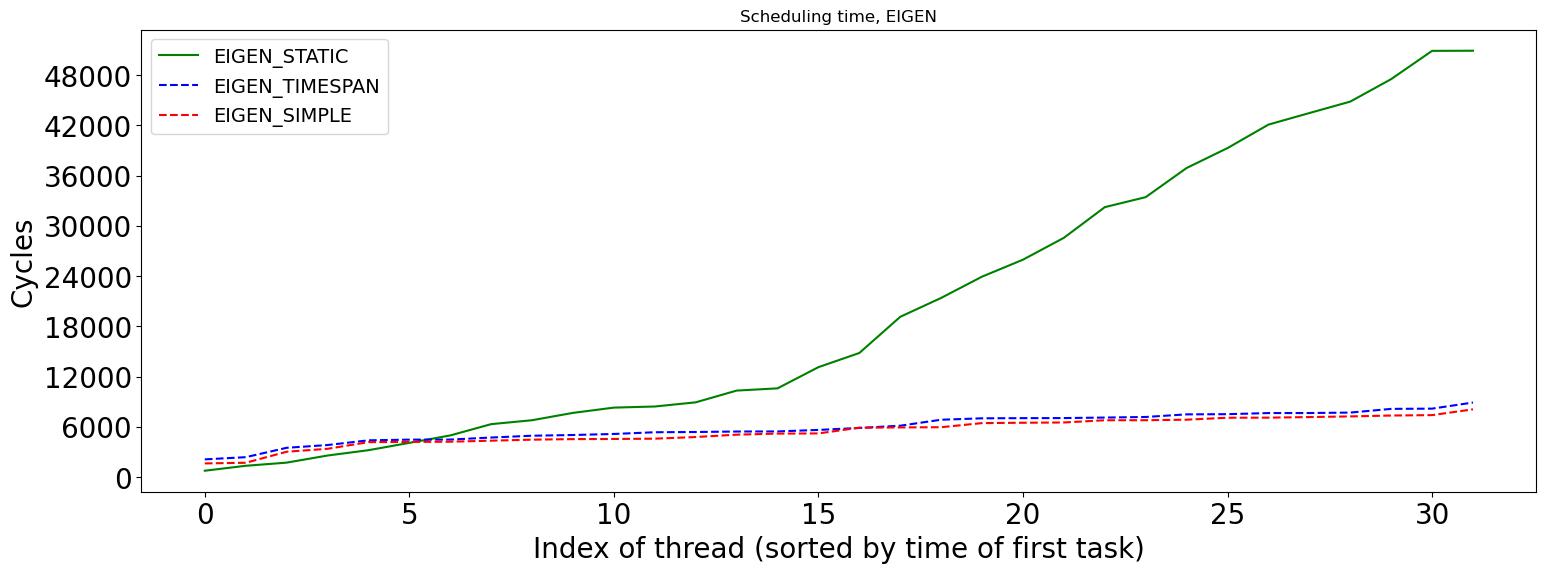 Scheduling time, EIGEN
EIGEN_STATIC
EIGEN_TIMESPAN
EIGEN_SIMPLE
48000
42000
36000
30000
24000
18000
12000
6000
0
Cycles
0 5 10 15 20 25 30
Index of thread (sorted by time of first task)